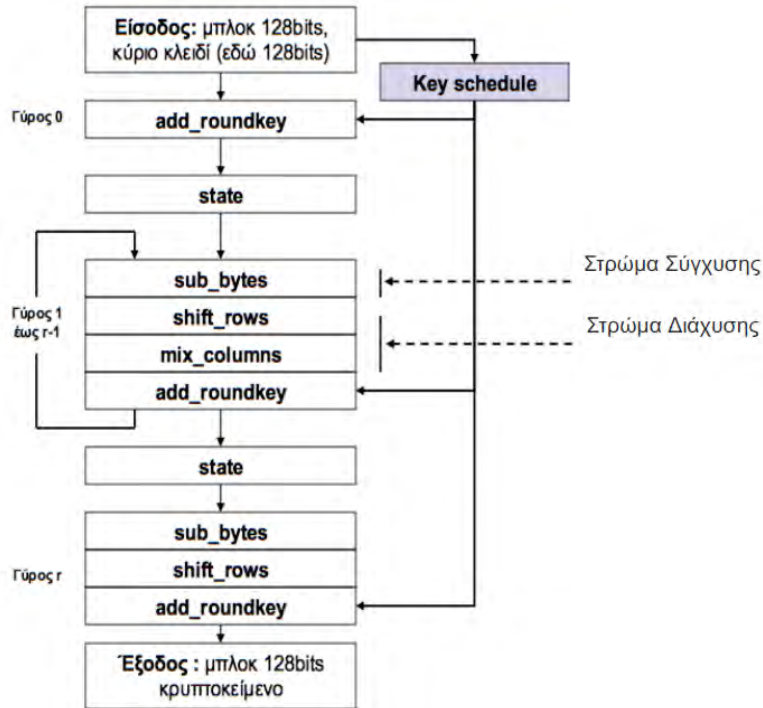 Είσοδος: μπλοκ 128bits,
κύριο κλειδί (εδώ 128bits)
Key schedule
Γύρος 0
add_roundkey
state
sub_bytes
Στρώμα Σύγχυσης
Γύρος 1
έως r-1
shift_rows
Στρώμα Διάχυσης
mix_columns
add_roundkey
state
sub_bytes
Γύρος r
shift_rows
add_roundkey
Έξοδος : μπλοκ 128bits
κρυπτοκείμενο